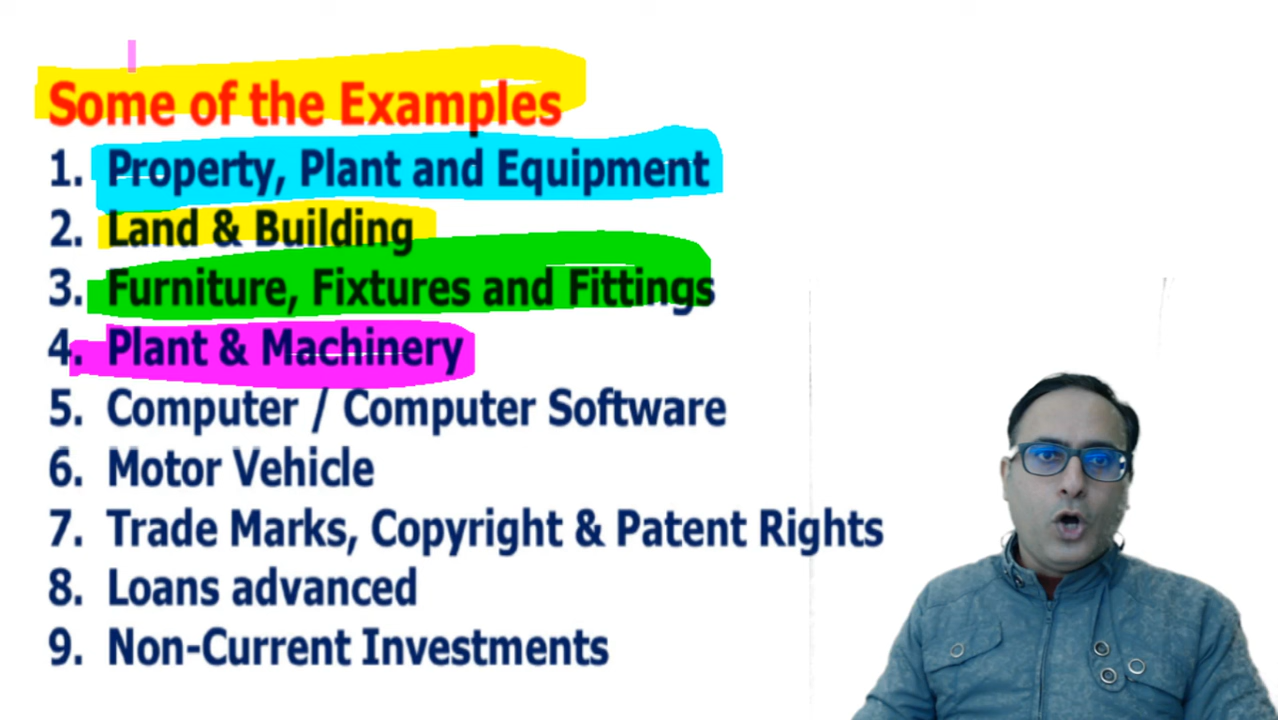 Some of the Examples
1. Property, Plant and Equipment
2. Land & Building
3. Furniture, Fixtures and Fittings
4. Plant & Machinery
5. Computer / Computer Software
6. Motor Vehicle
7. Trade Marks, Copyright & Patent Rights
8. Loans advanced
9. Non-Current Investments